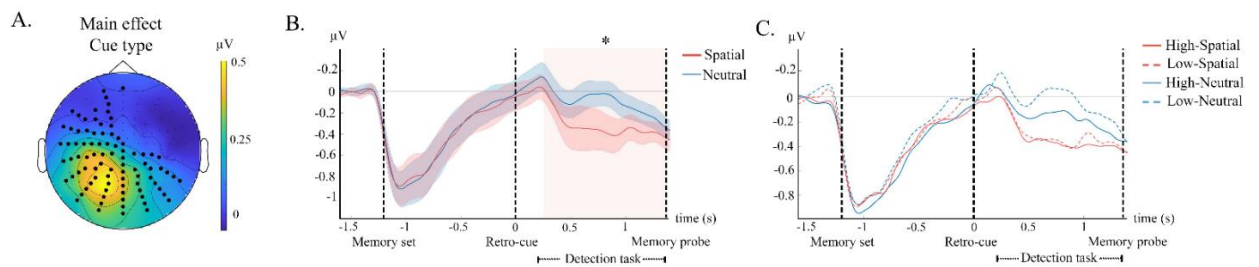 A.
Main effect
Cue type
μV
0.5
0.25
0
B.
μV
*
Spatial
Neutral
-0.2
0
-0.2
-0.4
-0.6
-0.8
-1
-1.5
-1
-0.5
0
0.5
1
time (s)
Memory set
Retro-cue
Memory probe
Detection task
C.
μV
High-Spatial
Low-Spatial
High-Neutral
Low-Neutral
-0.2
0
-0.2
-0.4
-0.6
-0.8
-1.5
-1
-0.5
0
0.5
1
time (s)
Memory set
Retro-cue
Memory probe
Detection task